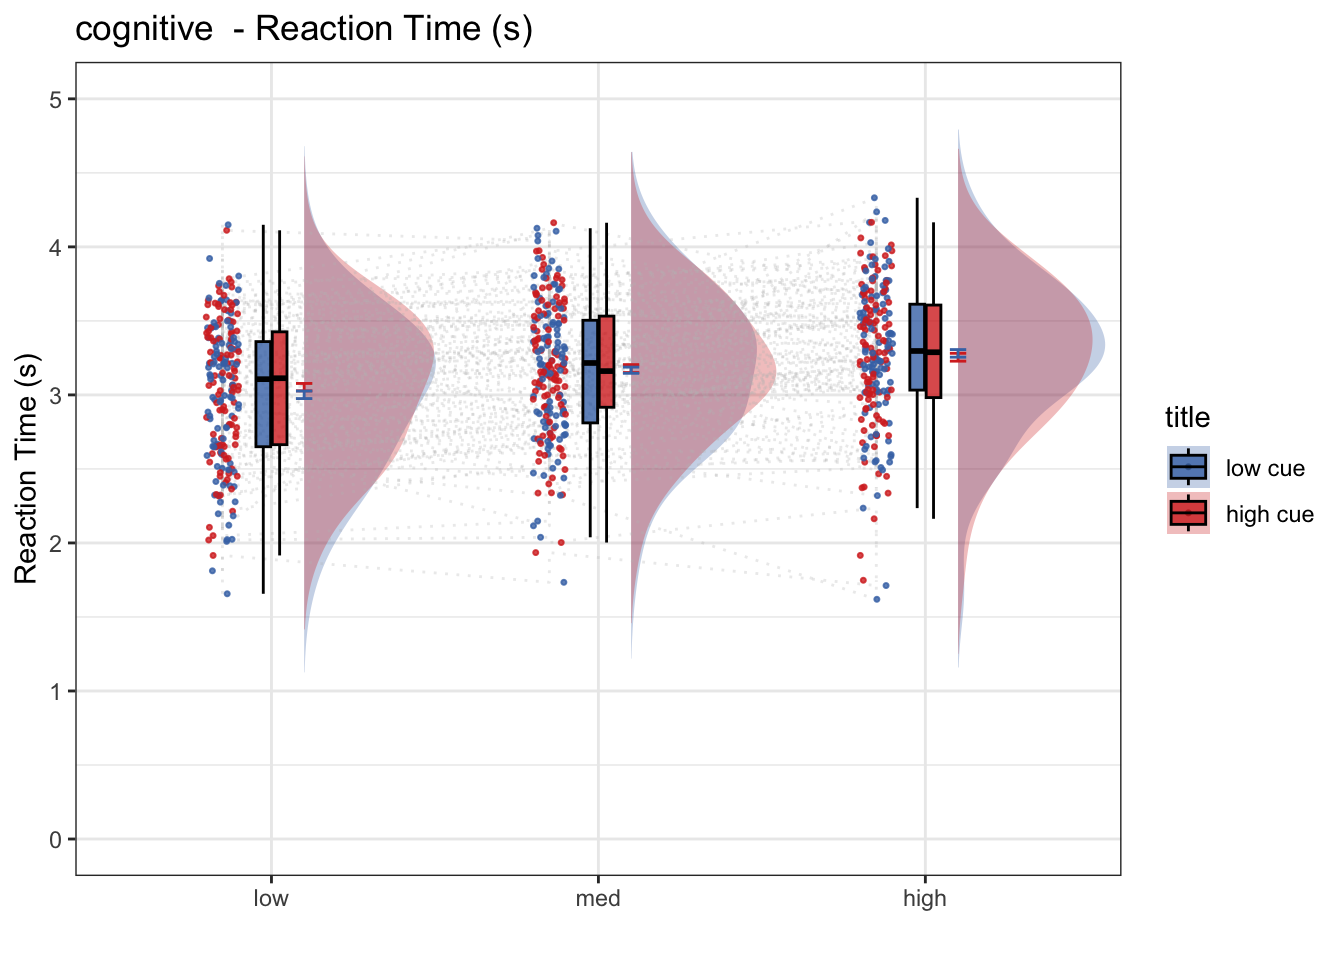 cognitive  - Reaction Time (s)
Reaction Time (s)
5
4
3
2
1
0
low
med
high
title
low cue
high cue